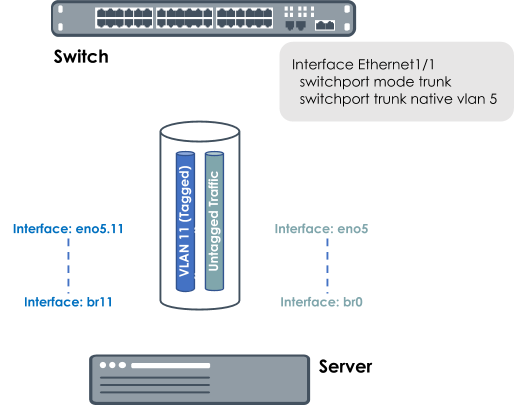 Switch
Interface Ethernet1/1
switchport mode trunk
switchport trunk native vlan 5
VLAN 11 (Tagged)
Untagged Traffic
Interface: eno5.11
Interface: eno5
Interface: br11
Interface: br0
Server